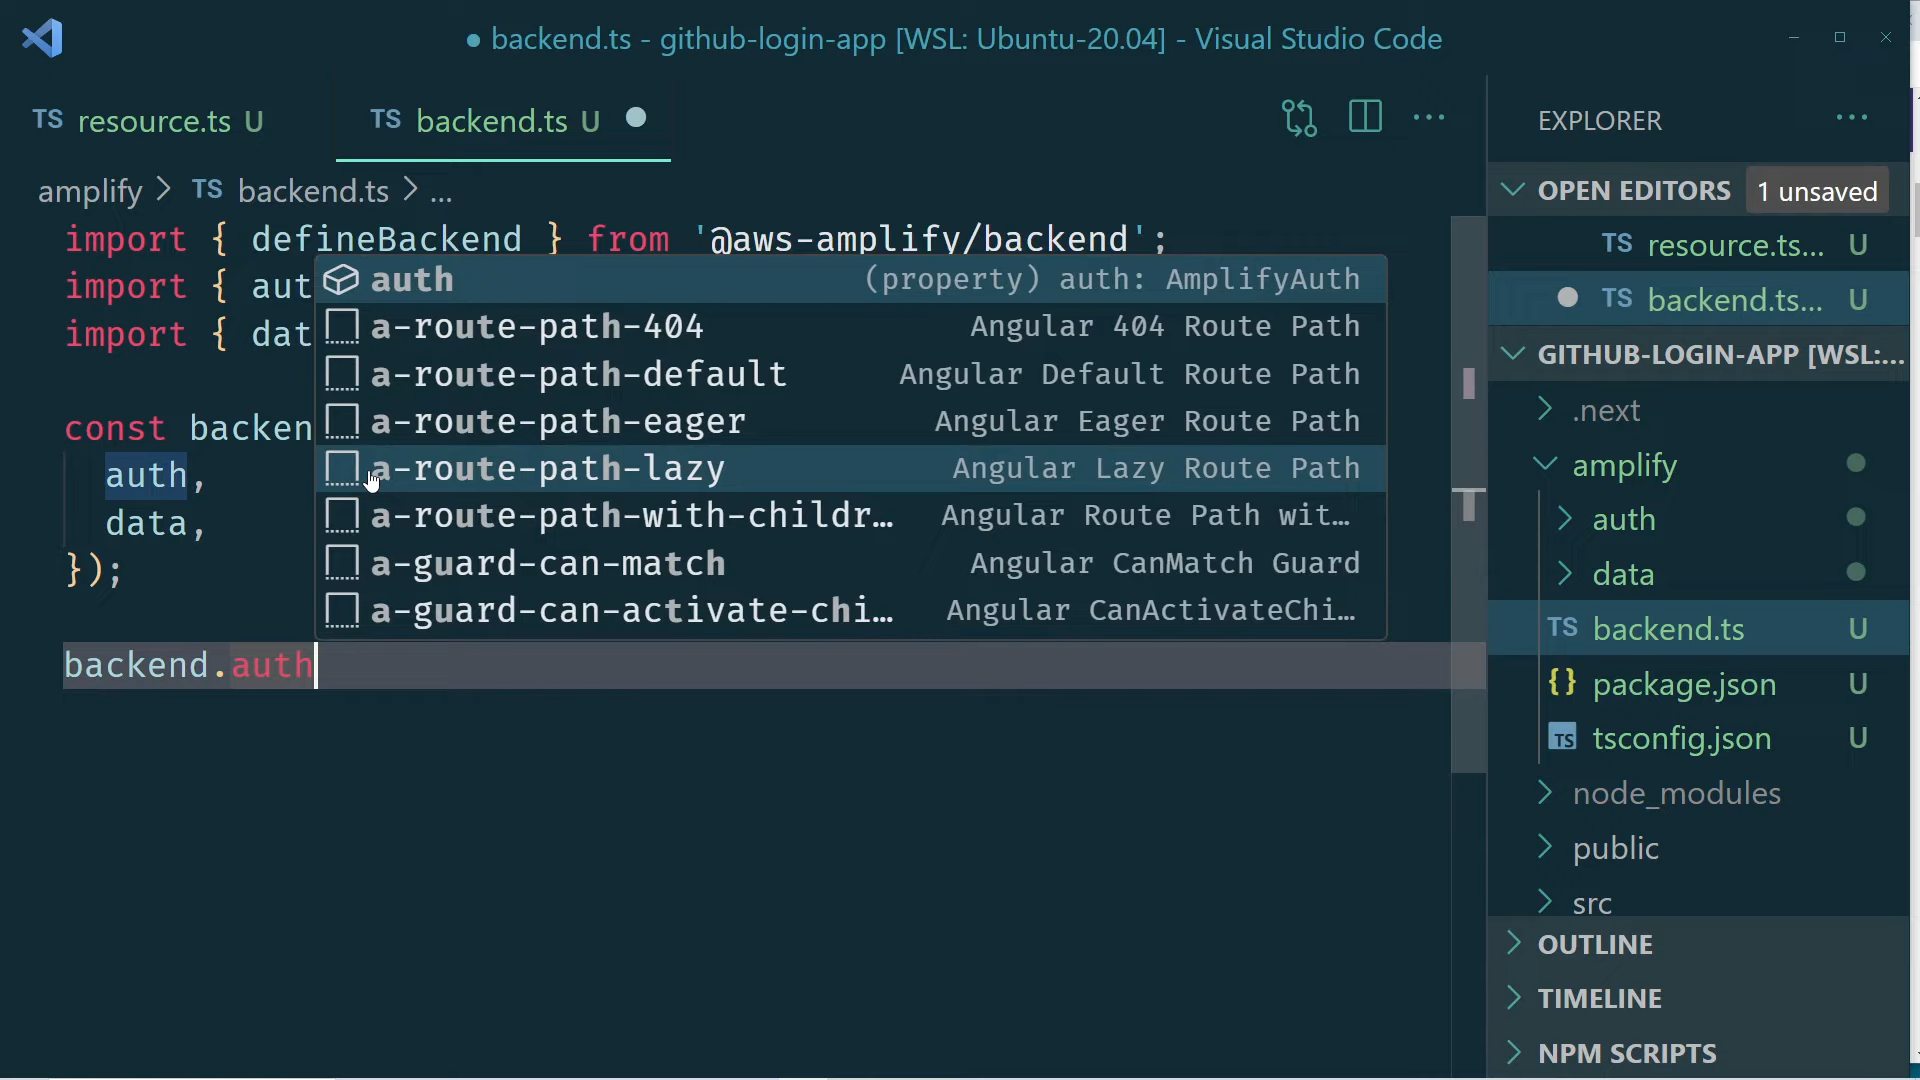 ● backend.ts - github-login-app [WSL: Ubuntu-20.04] - Visual Studio Code
TS resource.ts U
TS backend.ts U ●
amplify > TS backend.ts > ...
import { defineBackend } from '@aws-amplify/backend';
import { aut
import { dat
const backen
auth,
data,
});
backend.auth
auth (property) auth: AmplifyAuth
a-route-path-404 Angular 404 Route Path
a-route-path-default Angular Default Route Path
a-route-path-eager Angular Eager Route Path
a-route-path-lazy Angular Lazy Route Path
a-route-path-with-childr… Angular Route Path wit…
a-guard-can-match Angular CanMatch Guard
a-guard-can-activate-chi… Angular CanActivateChi…
EXPLORER
OPEN EDITORS 1 unsaved
TS resource.ts... U
● TS backend.ts... U
GITHUB-LOGIN-APP [WSL:...
.next
amplify
auth
data
TS backend.ts U
{} package.json U
TS tsconfig.json U
node_modules
public
src
OUTLINE
TIMELINE
NPM SCRIPTS